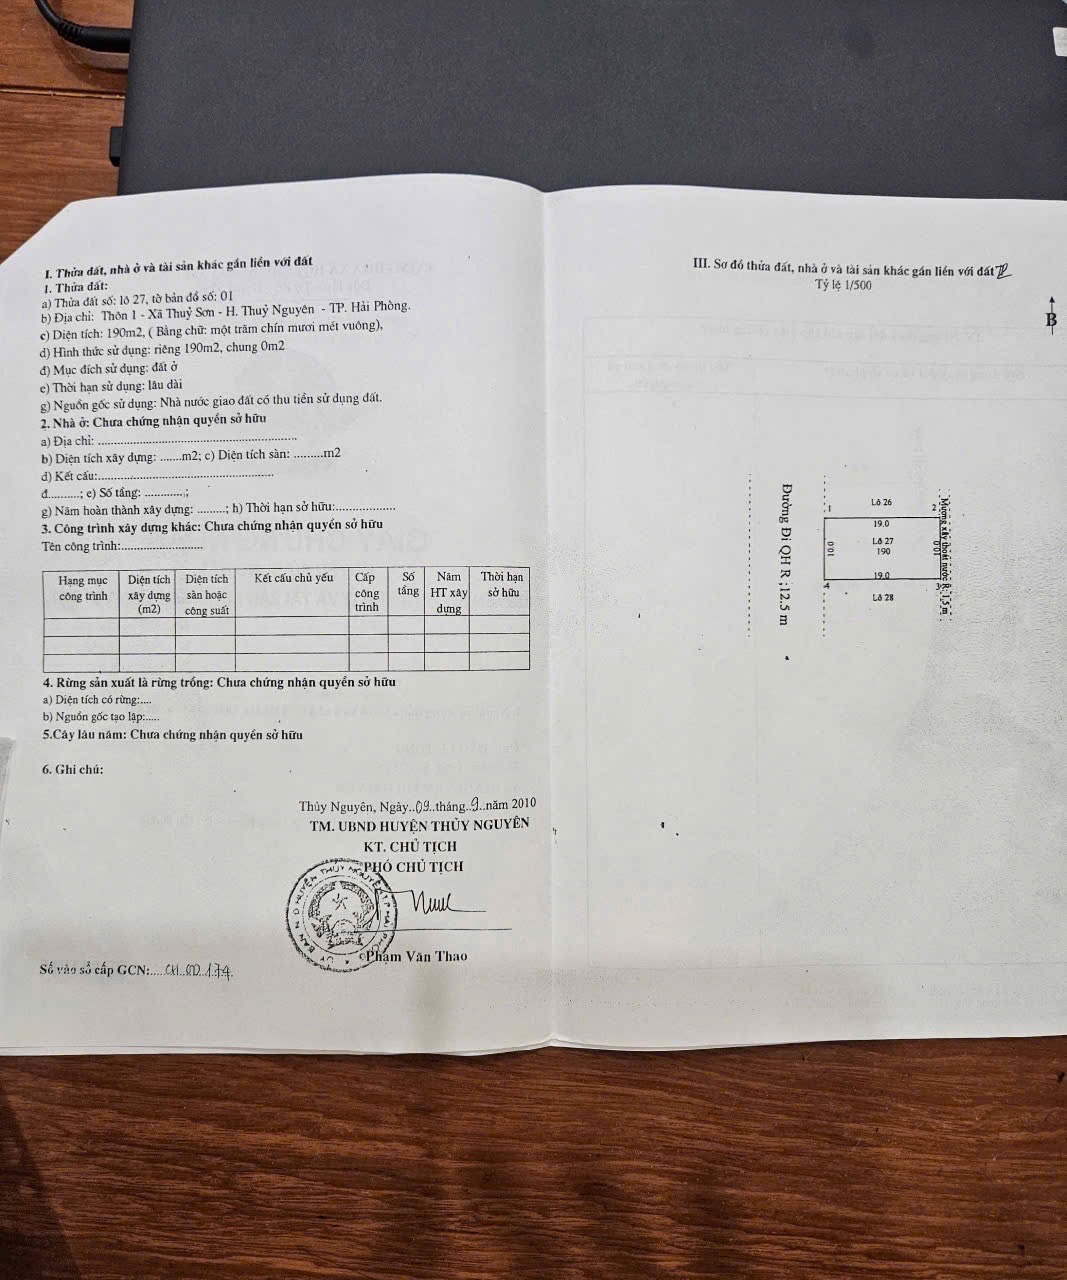 I. Thửa đất, nhà ở và tài sản khác gắn liền với đất
1. Thửa đất:
a) Thửa đất số: lô 27, tờ bản đồ số: 01
b) Địa chỉ: Thôn 1 - Xã Thuỷ Sơn - H. Thuỷ Nguyên - TP. Hải Phòng.
c) Diện tích: 190m2, ( Bằng chữ: một trăm chín mươi mét vuông),
d) Hình thức sử dụng: riêng 190m2, chung 0m2
đ) Mục đích sử dụng: đất ở
e) Thời hạn sử dụng: lâu dài
g) Nguồn gốc sử dụng: Nhà nước giao đất có thu tiền sử dụng đất.
2. Nhà ở: Chưa chứng nhận quyền sở hữu
a) Địa chỉ: ......................................................
b) Diện tích xây dựng: .......m2; c) Diện tích sàn: .........m2
d) Kết cấu:......................................................
đ..........; e) Số tầng: ............;
g) Năm hoàn thành xây dựng: .........; h) Thời hạn sở hữu:..................
3. Công trình xây dựng khác: Chưa chứng nhận quyền sở hữu
Tên công trình:.........................
Hạng mục công trình | Diện tích xây dựng (m2) | Diện tích sàn hoặc công suất | Kết cấu chủ yếu | Cấp công trình | Số tầng | Năm HT xây dựng | Thời hạn sở hữu
4. Rừng sản xuất là rừng trồng: Chưa chứng nhận quyền sở hữu
a) Diện tích có rừng:....
b) Nguồn gốc tạo lập:.....
5.Cây lâu năm: Chưa chứng nhận quyền sở hữu
6. Ghi chú:
Thủy Nguyên, Ngày..09..tháng..9..năm 2010
TM. UBND HUYỆN THỦY NGUYÊN
KT. CHỦ TỊCH
PHÓ CHỦ TỊCH
Phạm Văn Thao
Số vào sổ cấp GCN:.....CH..00..174.
III. Sơ đồ thửa đất, nhà ở và tài sản khác gắn liền với đất
Tỷ lệ 1/500
B
Đường Đi QH R :12.5 m
Lô 26
1
2
19.0
10.0
Lô 27
190
10.0
19.0
4
3
Lô 28
Mương xây thoát nước R:1,5 m